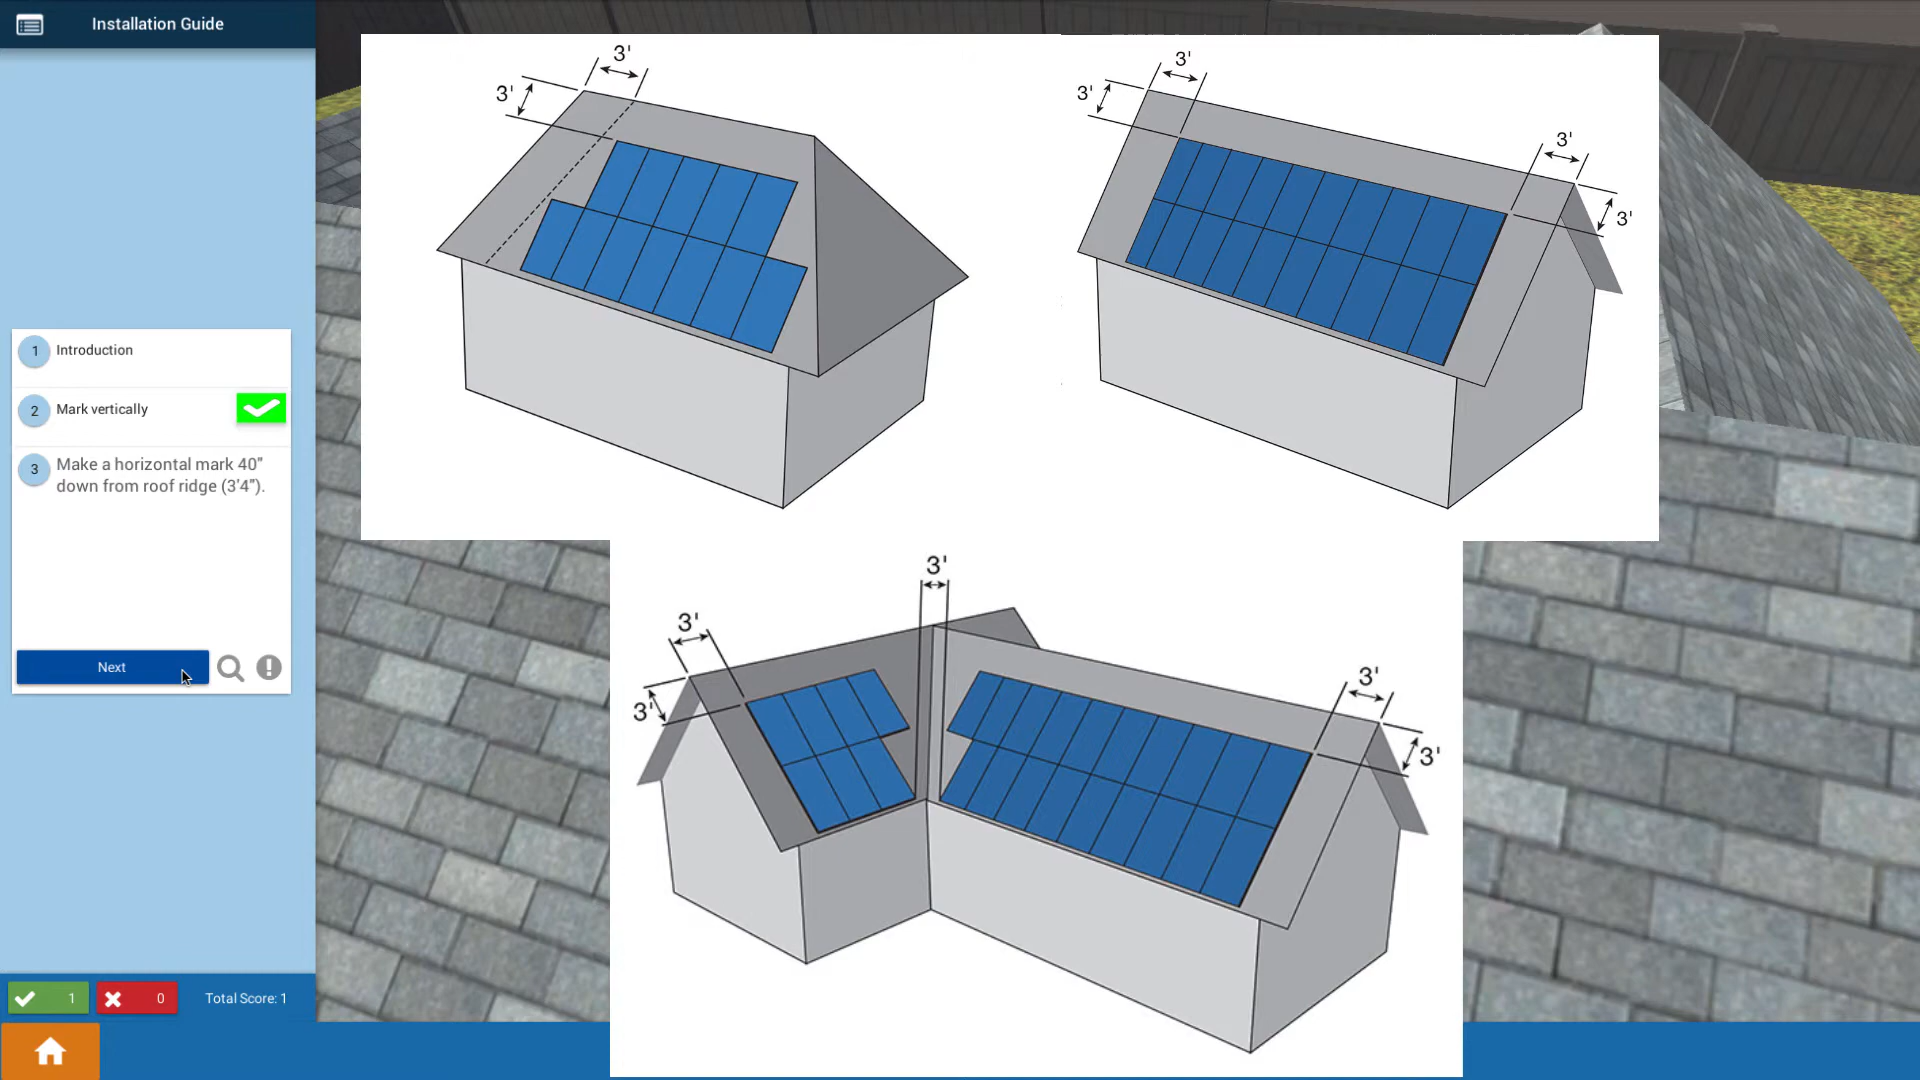 Installation Guide
3'
3'
3'
3'
3'
3'
1 Introduction
2 Mark vertically
3 Make a horizontal mark 40"
down from roof ridge (3'4").
Next
3'
3'
3'
3'
3'
1
0
Total Score: 1